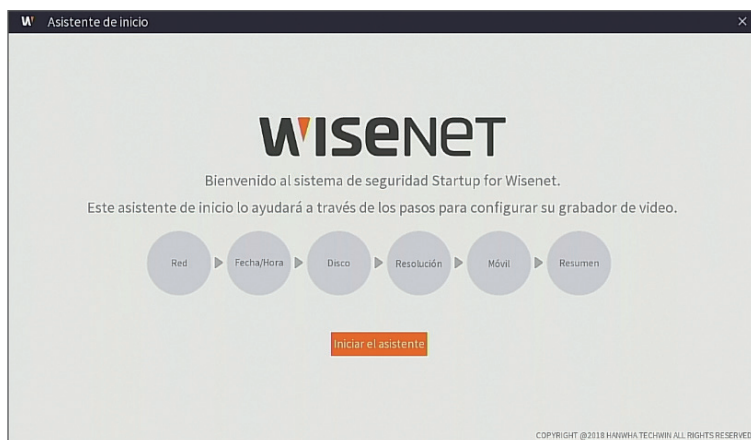 Asistente de inicio
WISENET
Bienvenido al sistema de seguridad Startup for Wisenet.
Este asistente de inicio lo ayudará a través de los pasos para configurar su grabador de video.
Red Fecha/Hora Disco Resolución Móvil Resumen
Iniciar el asistente
COPYRIGHT @2018 HANWHA TECHWIN ALL RIGHTS RESERVED